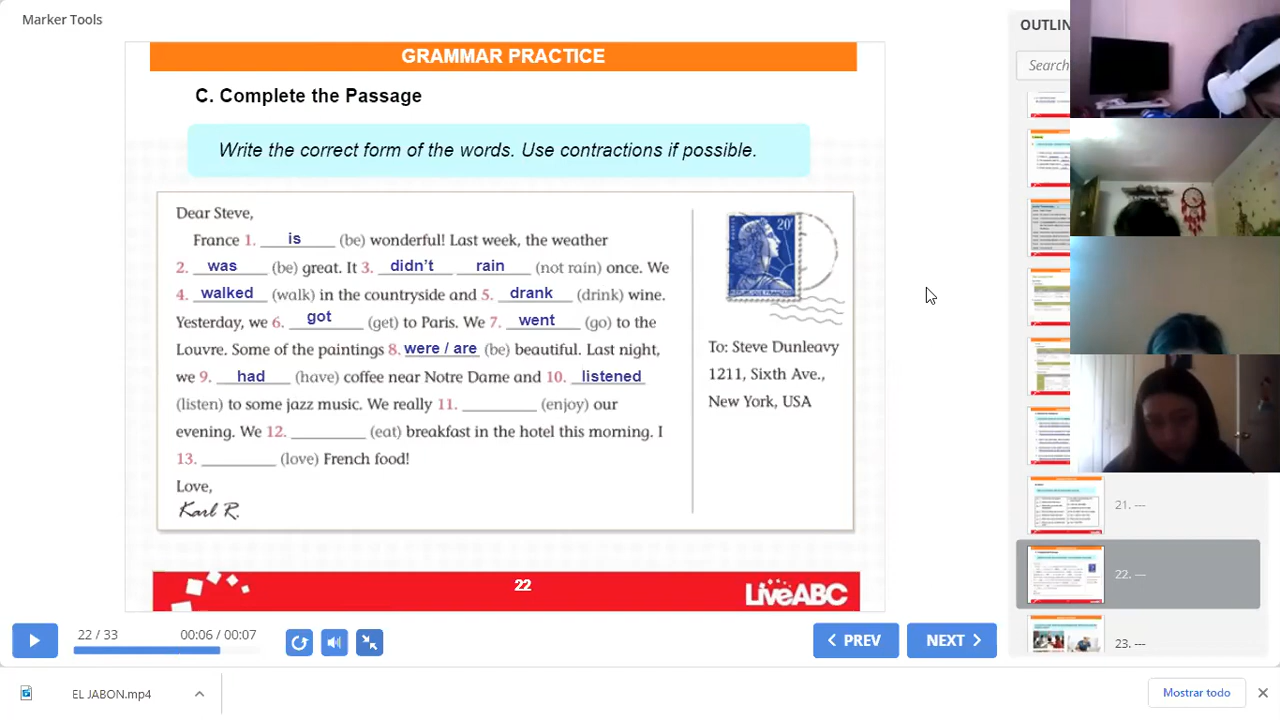 Marker Tools
OUTLIN
GRAMMAR PRACTICE
Search
C. Complete the Passage
Write the correct form of the words. Use contractions if possible.
Dear Steve,
France 1. is (be) wonderful! Last week, the weather
2. was (be) great. It 3. didn't rain (not rain) once. We
4. walked (walk) in the countryside and 5. drank (drink) wine.
Yesterday, we 6. got (get) to Paris. We 7. went (go) to the
Louvre. Some of the paintings 8. were / are (be) beautiful. Last night,
we 9. had (have) coffee near Notre Dame and 10. listened
(listen) to some jazz music. We really 11. ________ (enjoy) our
evening. We 12. ________ (eat) breakfast in the hotel this morning. I
13. ________ (love) French food!
Love,
Karl R.
20
To: Steve Dunleavy
1211, Sixth Ave.,
New York, USA
22
LiveABC
21. ---
22. ---
23. ---
22 / 33
00:06 / 00:07
PREV
NEXT
EL JABON.mp4
Mostrar todo